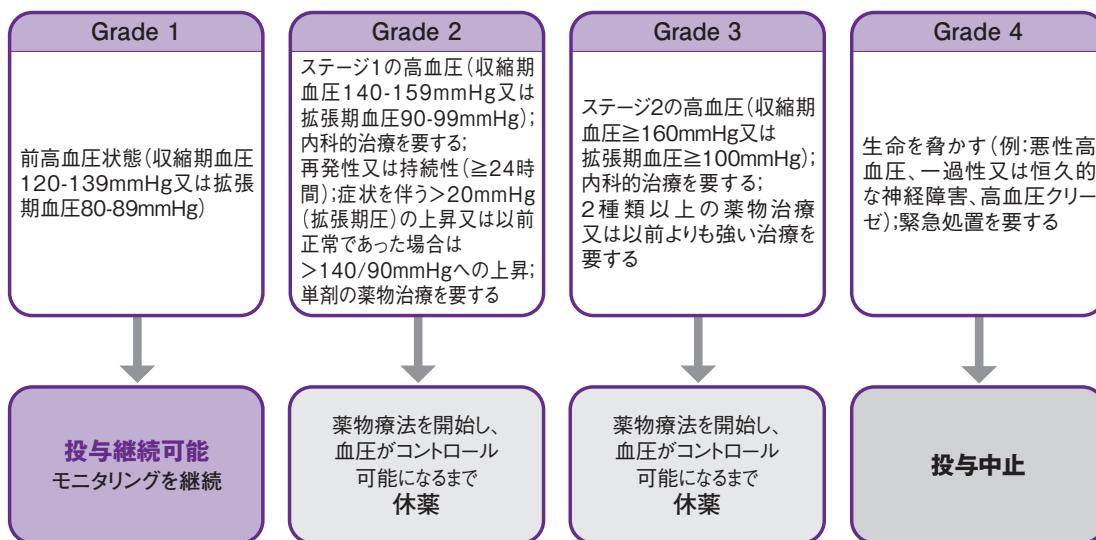 Grade 1
前高血圧状態（収縮期血圧
120-139mmHg又は拡張
期血圧80-89mmHg）
投与継続可能
モニタリングを継続
Grade 2
ステージ1の高血圧（収縮期
血圧140-159mmHg又は
拡張期血圧90-99mmHg）；
内科的治療を要する；
再発性又は持続性（≧24時
間）；症状を伴う＞20mmHg
（拡張期圧）の上昇又は以前
正常であった場合は
＞140/90mmHgへの上昇；
単剤の薬物治療を要する
薬物療法を開始し、
血圧がコントロール
可能になるまで
休薬
Grade 3
ステージ2の高血圧（収縮期
血圧≧160mmHg又は
拡張期血圧≧100mmHg）；
内科的治療を要する；
2種類以上の薬物治療
又は以前よりも強い治療を
要する
薬物療法を開始し、
血圧がコントロール
可能になるまで
休薬
Grade 4
生命を脅かす（例：悪性高
血圧、一過性又は恒久的
な神経障害、高血圧クリー
ゼ）；緊急処置を要する
投与中止